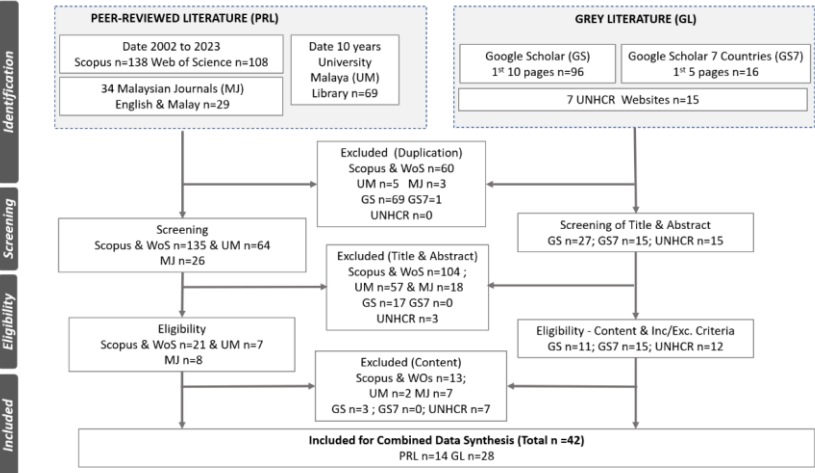 Identification
PEER-REVIEWED LITERATURE (PRL)
Date 2002 to 2023
Scopus n=138 Web of Science n=108
34 Malaysian Journals (MJ)
English & Malay n=29
Date 10 years
University
Malaya (UM)
Library n=69
GREY LITERATURE (GL)
Google Scholar (GS)
1st 10 pages n=96
Google Scholar 7 Countries (GS7)
1st 5 pages n=16
7 UNHCR Websites n=15
Excluded (Duplication)
Scopus & WoS n=60
UM n=5 MJ n=3
GS n=69 GS7=1
UNHCR n=0
Screening
Screening
Scopus & WoS n=135 & UM n=64
MJ n=26
Screening of Title & Abstract
GS n=27; GS7 n=15; UNHCR n=15
Excluded (Title & Abstract)
Scopus & WoS n=104 ;
UM n=57 & MJ n=18
GS n=17 GS7 n=0
UNHCR n=3
Eligibility
Eligibility
Scopus & WoS n=21 & UM n=7
MJ n=8
Eligibility - Content & Inc/Exc. Criteria
GS n=11; GS7 n=15; UNHCR n=12
Excluded (Content)
Scopus & WOs n=13;
UM n=2 MJ n=7
GS n=3 ; GS7 n=0; UNHCR n=7
Included
Included for Combined Data Synthesis (Total n =42)
PRL n=14 GL n=28